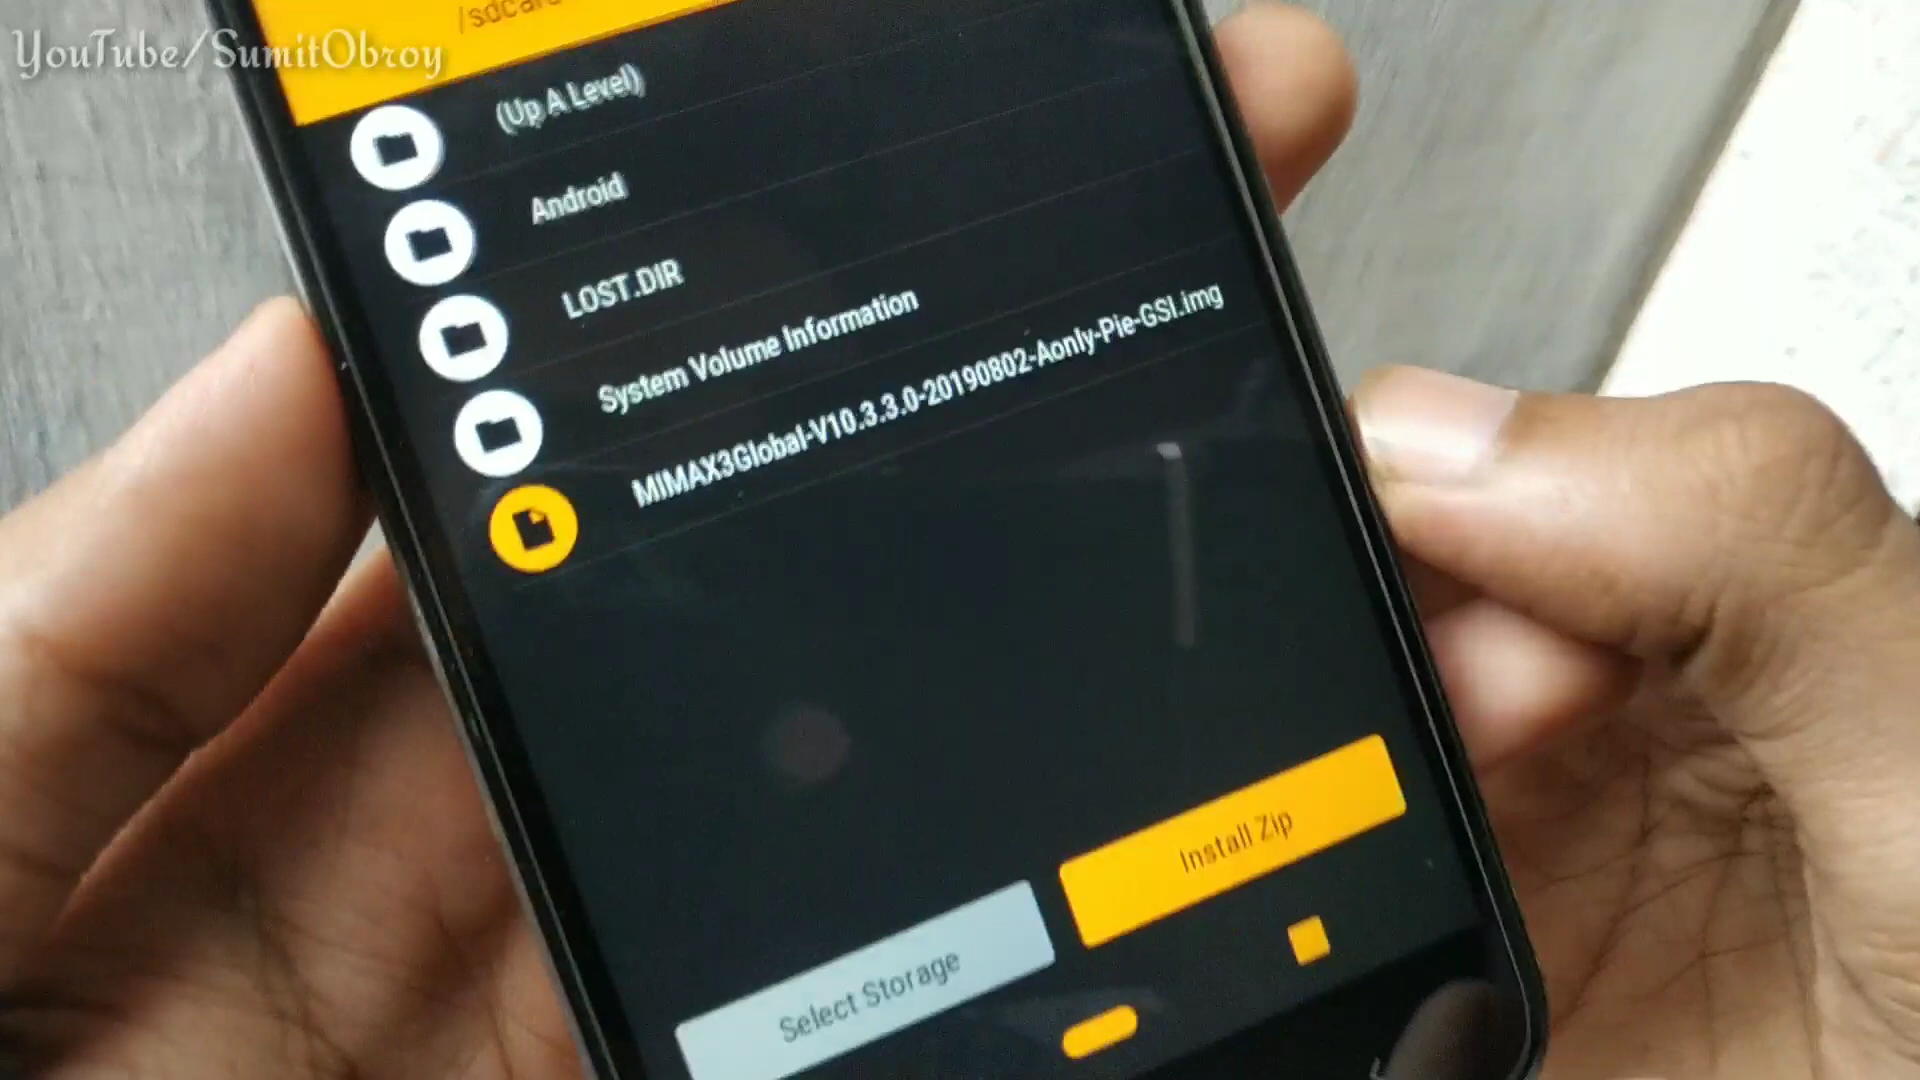 YouTube/SumitObroy
(Up A Level)
Android
LOST.DIR
System Volume Information
MIMAX3Global-V10.3.3.0-20190802-Aonly-Pie-GSI.img
Install Zip
Select Storage